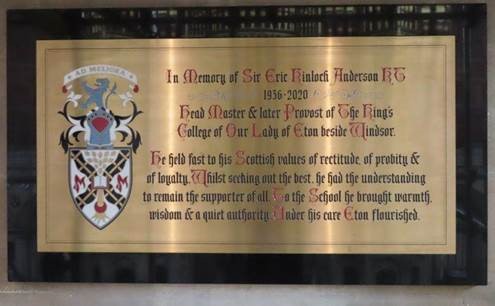 AD MELIORA
In Memory of Sir Eric Kinloch Anderson KT
1936-2020
Head Master & later Provost of The King's
College of Our Lady of Eton beside Windsor.
He held fast to his Scottish values of rectitude, of probity &
of loyalty. Whilst seeking out the best, he had the understanding
to remain the supporter of all. To the School he brought warmth,
wisdom & a quiet authority. Under his care Eton flourished.
M M